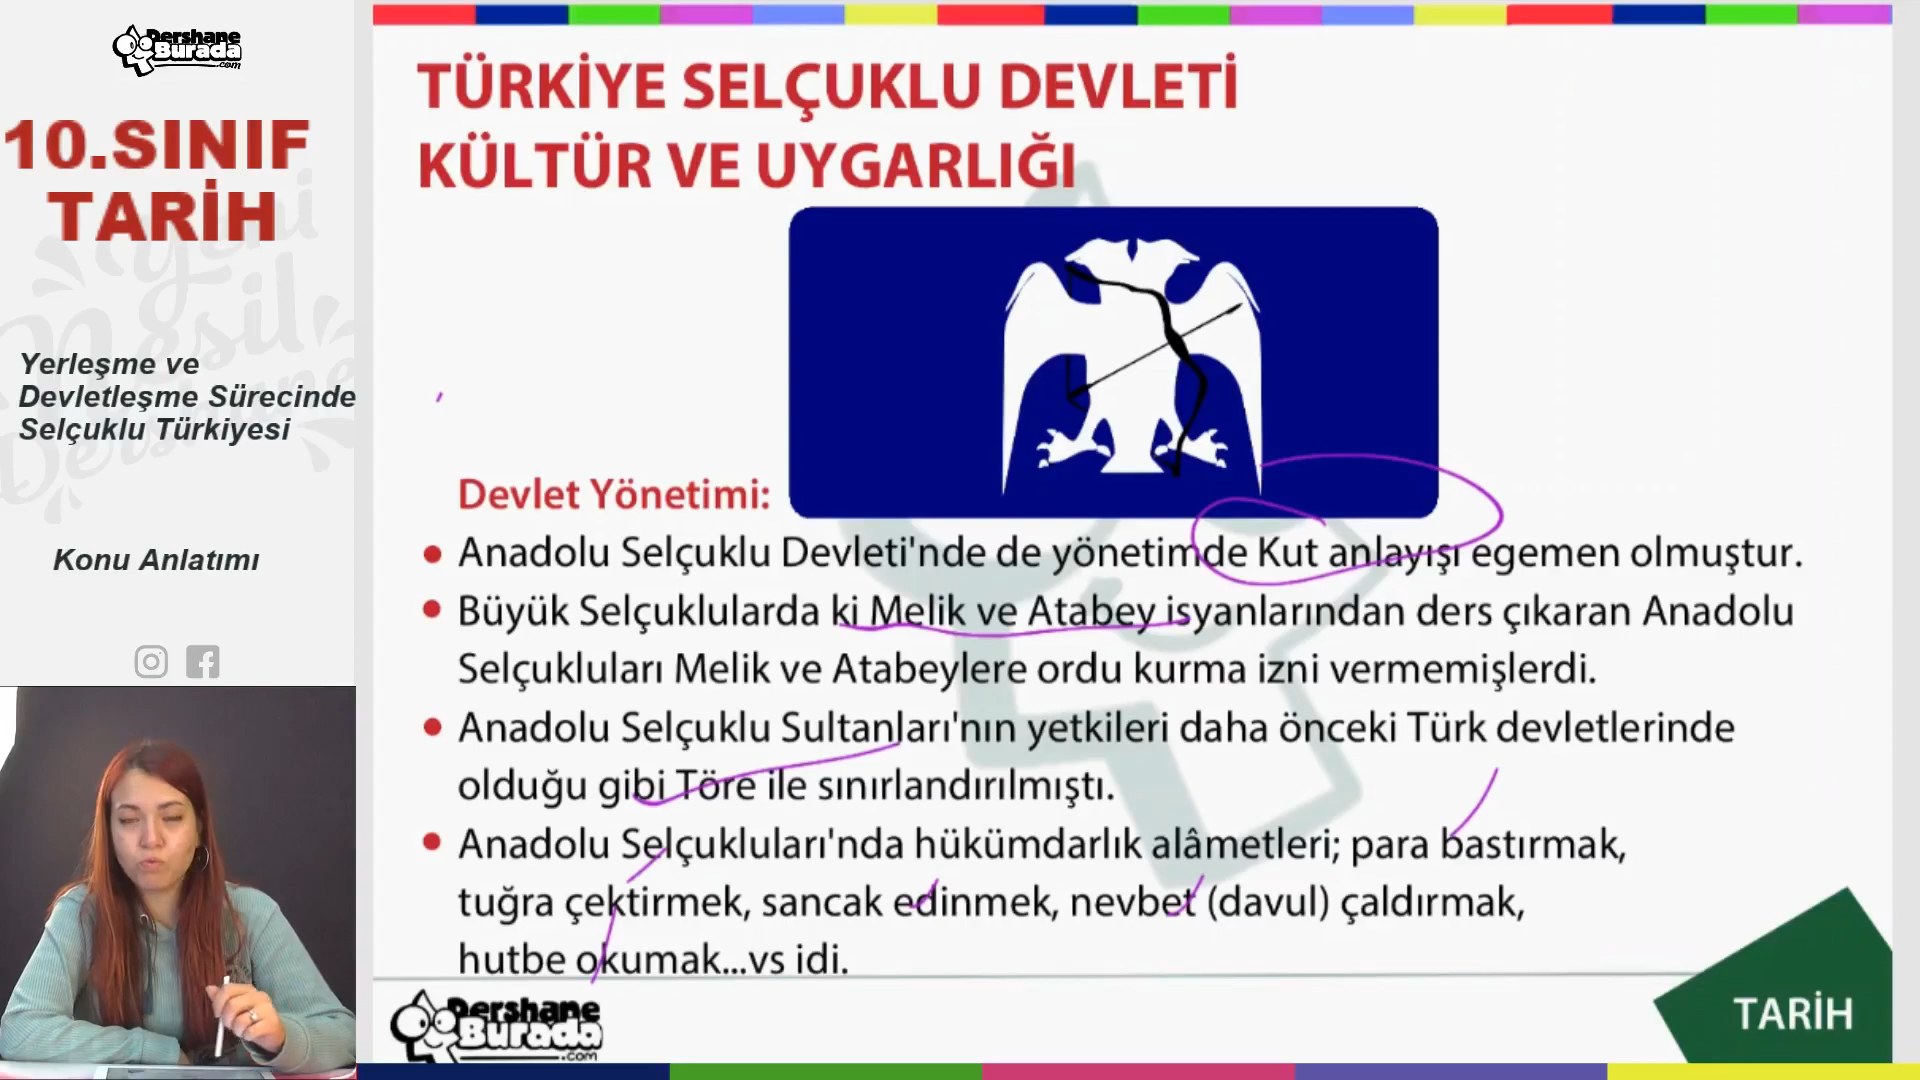 Dershane
Burada
.com
10.SINIF
TARİH
Yeni
Nesil
Dershane
Yerleşme ve
Devletleşme Sürecinde
Selçuklu Türkiyesi
Konu Anlatımı
TÜRKİYE SELÇUKLU DEVLETİ
KÜLTÜR VE UYGARLIĞI
Devlet Yönetimi:
• Anadolu Selçuklu Devleti'nde de yönetimde Kut anlayışı egemen olmuştur.
• Büyük Selçuklularda ki Melik ve Atabey isyanlarından ders çıkaran Anadolu
Selçukluları Melik ve Atabeylere ordu kurma izni vermemişlerdi.
• Anadolu Selçuklu Sultanları'nın yetkileri daha önceki Türk devletlerinde
olduğu gibi Töre ile sınırlandırılmıştı.
• Anadolu Selçukluları'nda hükümdarlık alâmetleri; para bastırmak,
tuğra çektirmek, sancak edinmek, nevbet (davul) çaldırmak,
hutbe okumak...vs idi.
Dershane
Burada
.com
TARİH